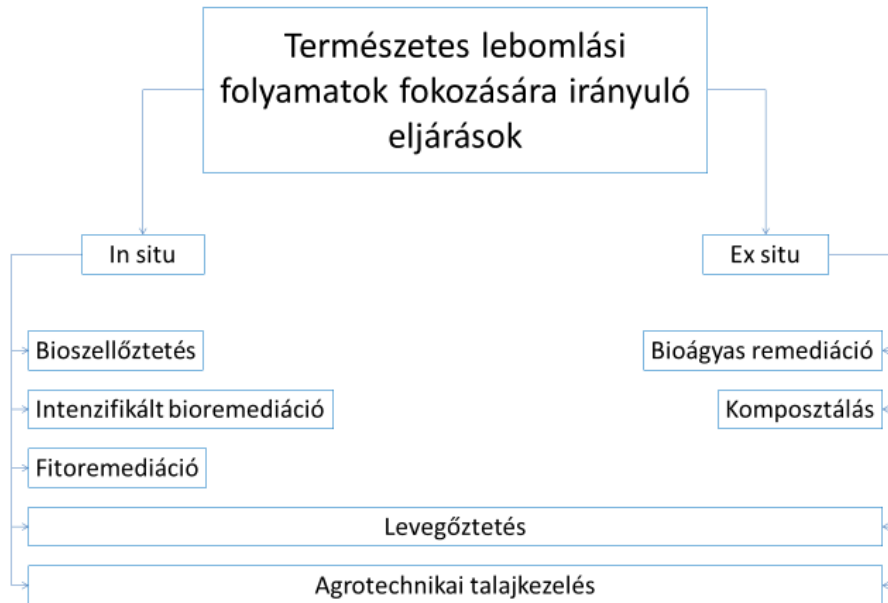 Természetes lebomlási
folyamatok fokozására irányuló
eljárások
In situ
Ex situ
Bioszellőztetés
Bioágyas remediáció
Intenzifikált bioremediáció
Komposztálás
Fitoremediáció
Levegőztetés
Agrotechnikai talajkezelés